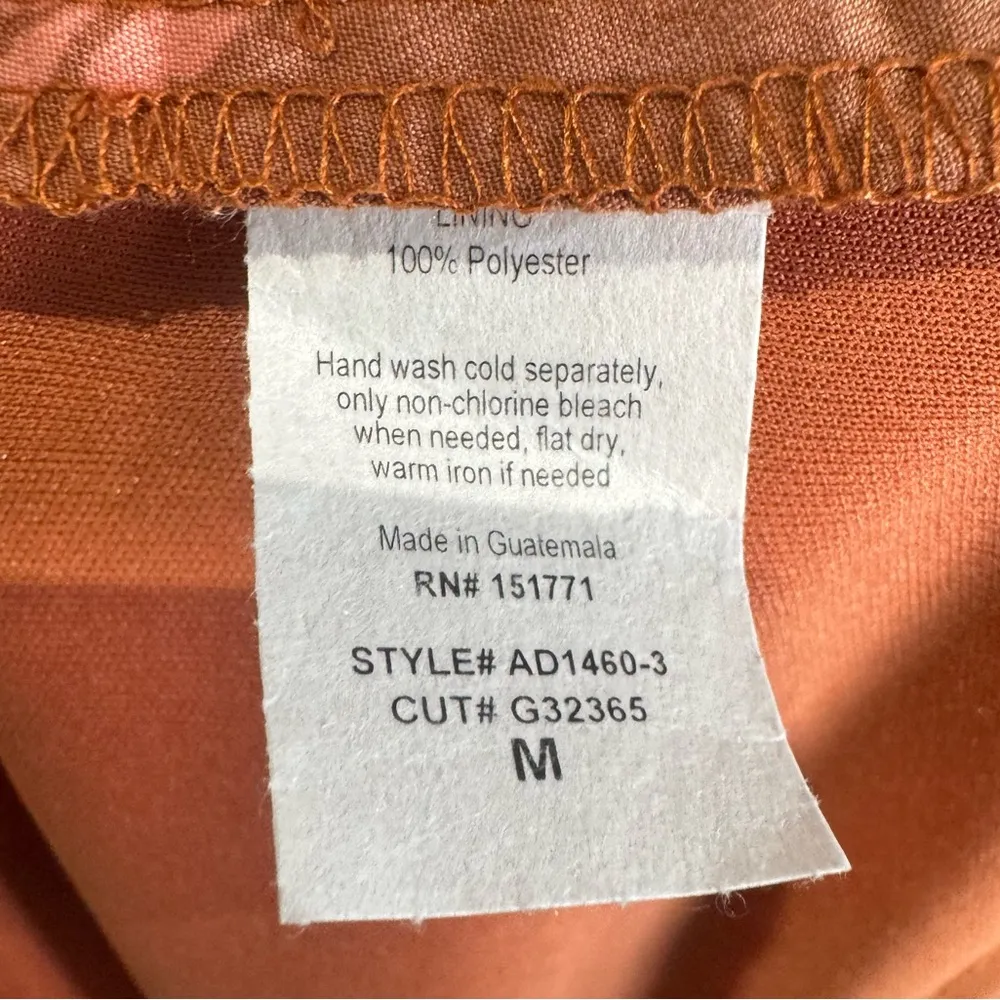 LINING
100% Polyester
Hand wash cold separately,
only non-chlorine bleach
when needed, flat dry,
warm iron if needed
Made in Guatemala
RN# 151771
STYLE# AD1460-3
CUT# G32365
M